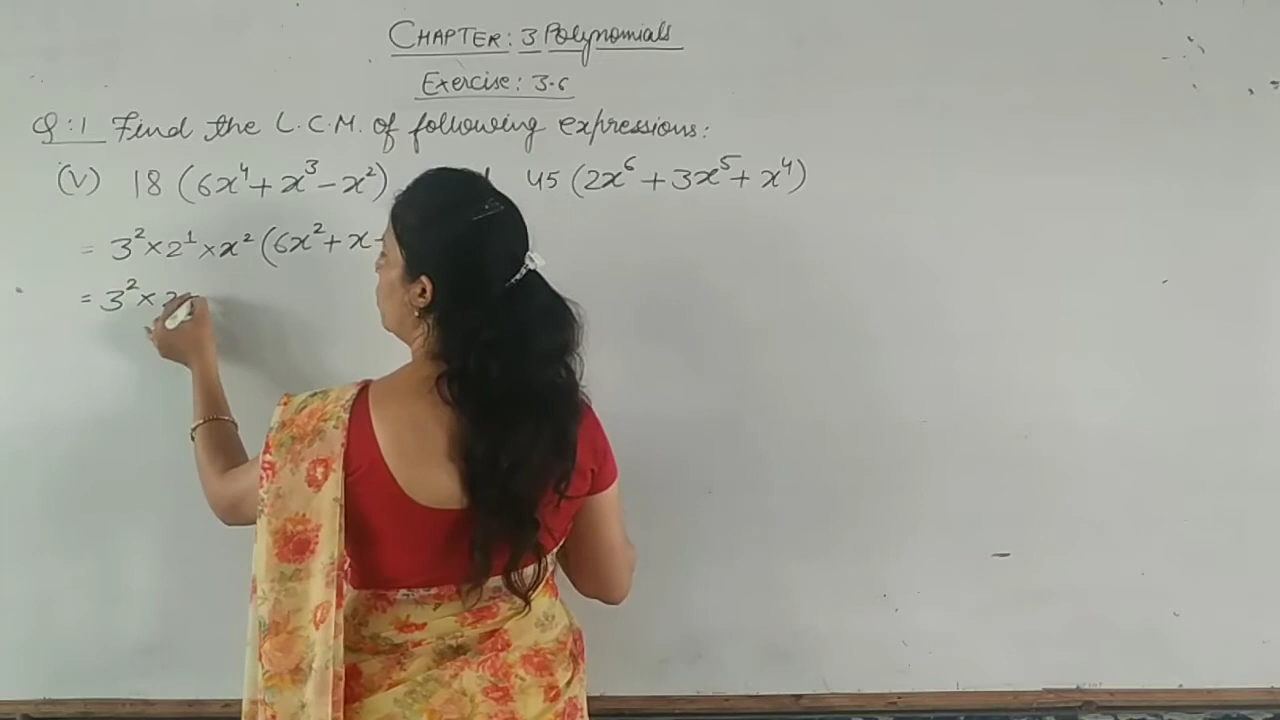 CHAPTER: 3 Polynomials
Exercise: 3.6
Q:1 Find the L.C.M. of following expressions:
(V) 18 (6x⁴ + x³ - x²) 45 (2x⁶ + 3x⁵ + x⁴)
= 3² × 2¹ × x² (6x² + x -
= 3² × 2